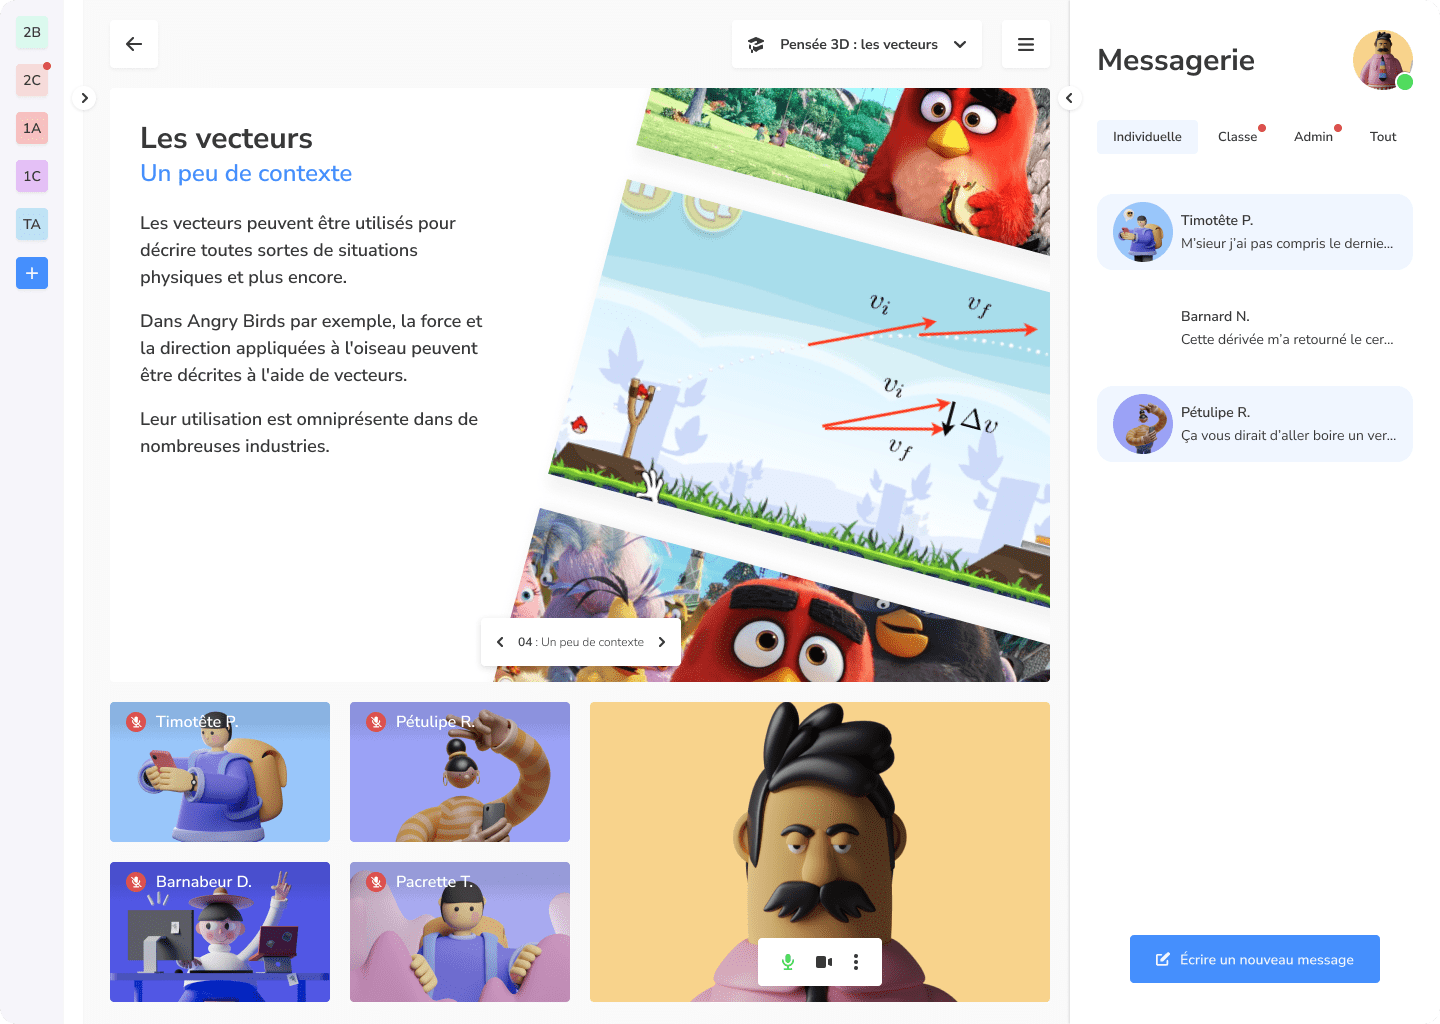 2B
2C
1A
1C
TA
Pensée 3D : les vecteurs
Les vecteurs
Un peu de contexte
Les vecteurs peuvent être utilisés pour
décrire toutes sortes de situations
physiques et plus encore.
Dans Angry Birds par exemple, la force et
la direction appliquées à l'oiseau peuvent
être décrites à l'aide de vecteurs.
Leur utilisation est omniprésente dans de
nombreuses industries.
v_i
v_f
v_i
Δv
v_f
04 : Un peu de contexte
Timotête P.
Pétulipe R.
Barnabeur D.
Pacrette T.
Messagerie
Individuelle
Classe
Admin
Tout
Timotête P.
M’sieur j’ai pas compris le dernie...
Barnard N.
Cette dérivée m’a retourné le cer...
Pétulipe R.
Ça vous dirait d’aller boire un ver...
Écrire un nouveau message